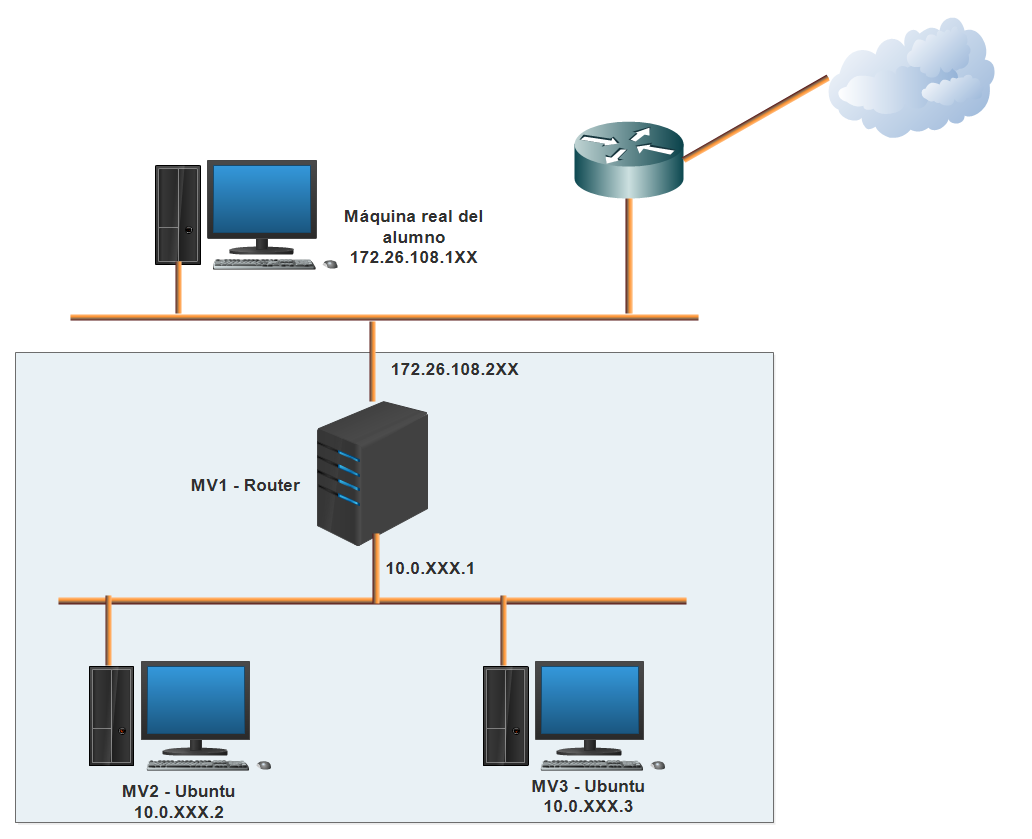 Máquina real del
alumno
172.26.108.1XX
172.26.108.2XX
MV1 - Router
10.0.XXX.1
MV2 - Ubuntu
10.0.XXX.2
MV3 - Ubuntu
10.0.XXX.3